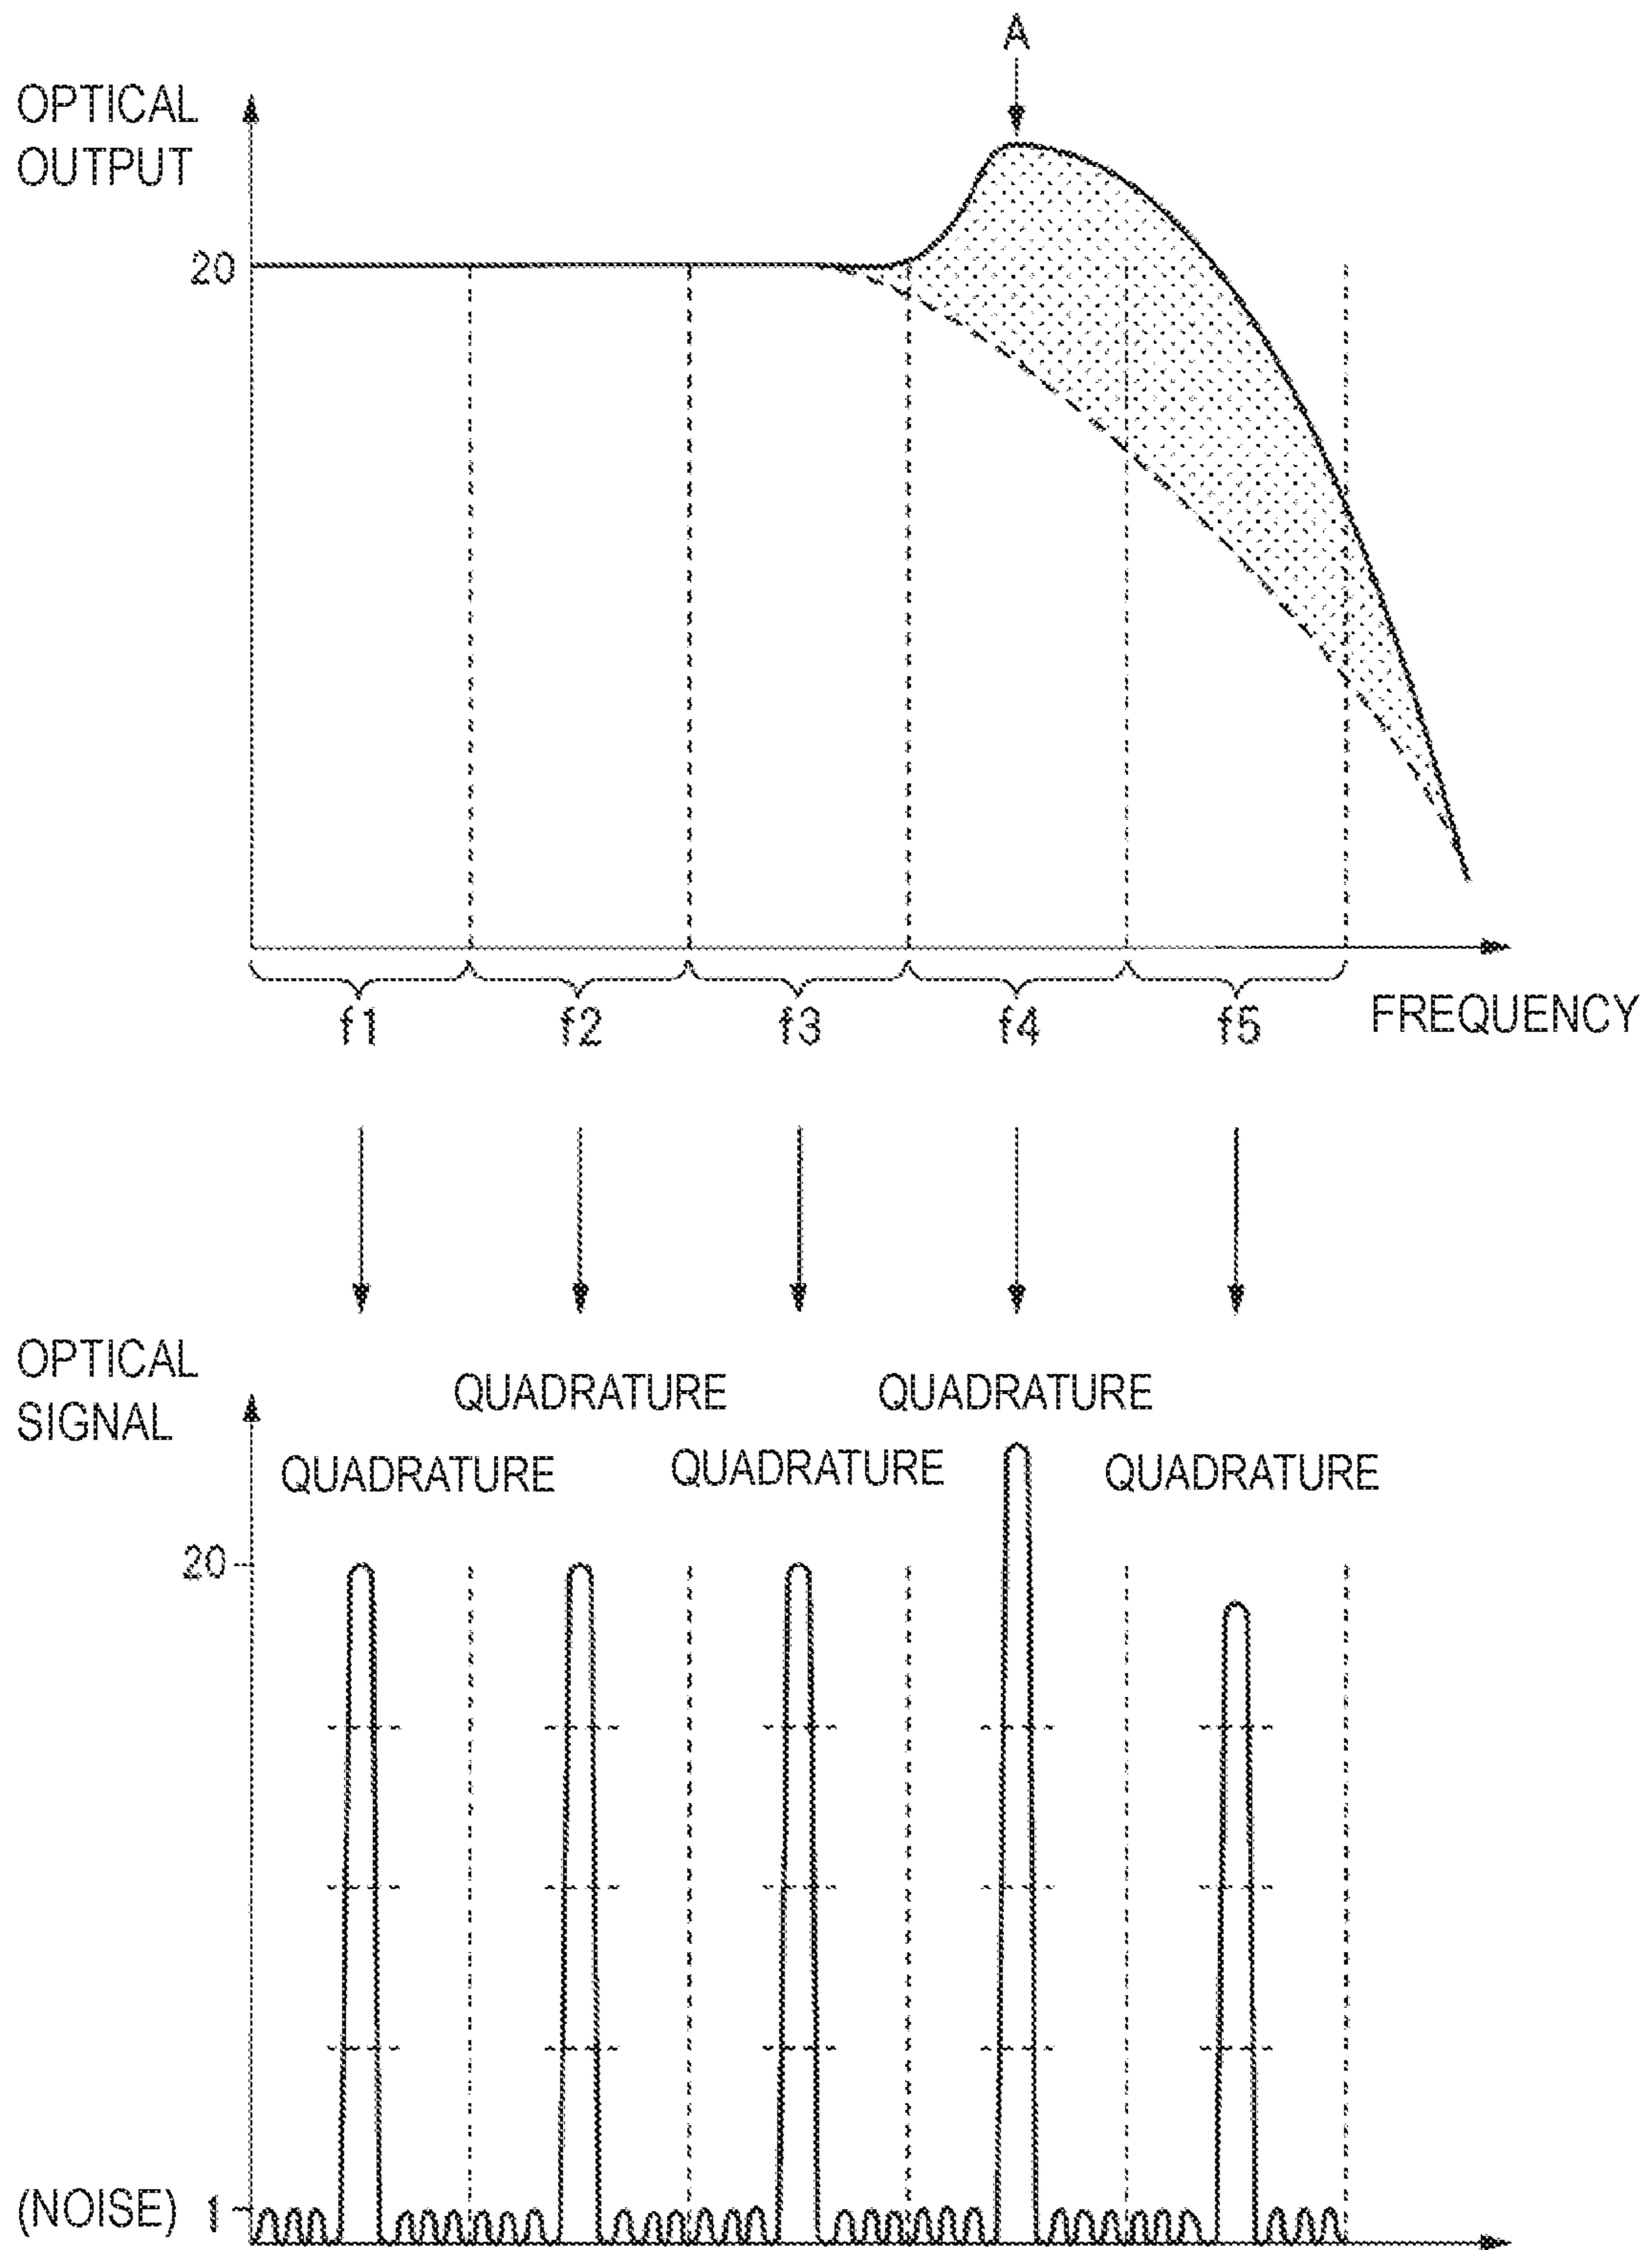 A
OPTICAL
OUTPUT
20
f1 f2 f3 f4 f5 FREQUENCY
OPTICAL
SIGNAL
QUADRATURE QUADRATURE
QUADRATURE QUADRATURE QUADRATURE
20
(NOISE) 1